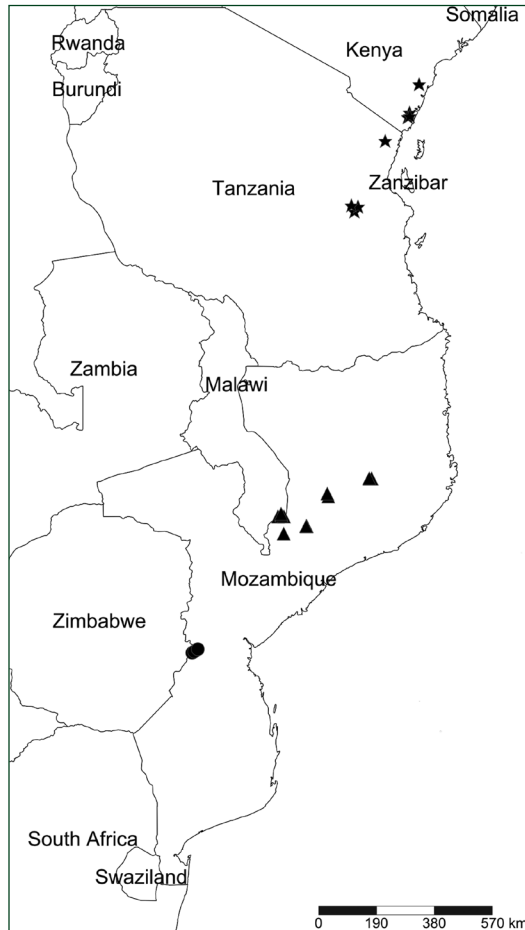 Somalia
Rwanda
Kenya
Burundi
Tanzania
Zanzibar
Zambia
Malawi
Mozambique
Zimbabwe
South Africa
Swaziland
0 190 380 570 km